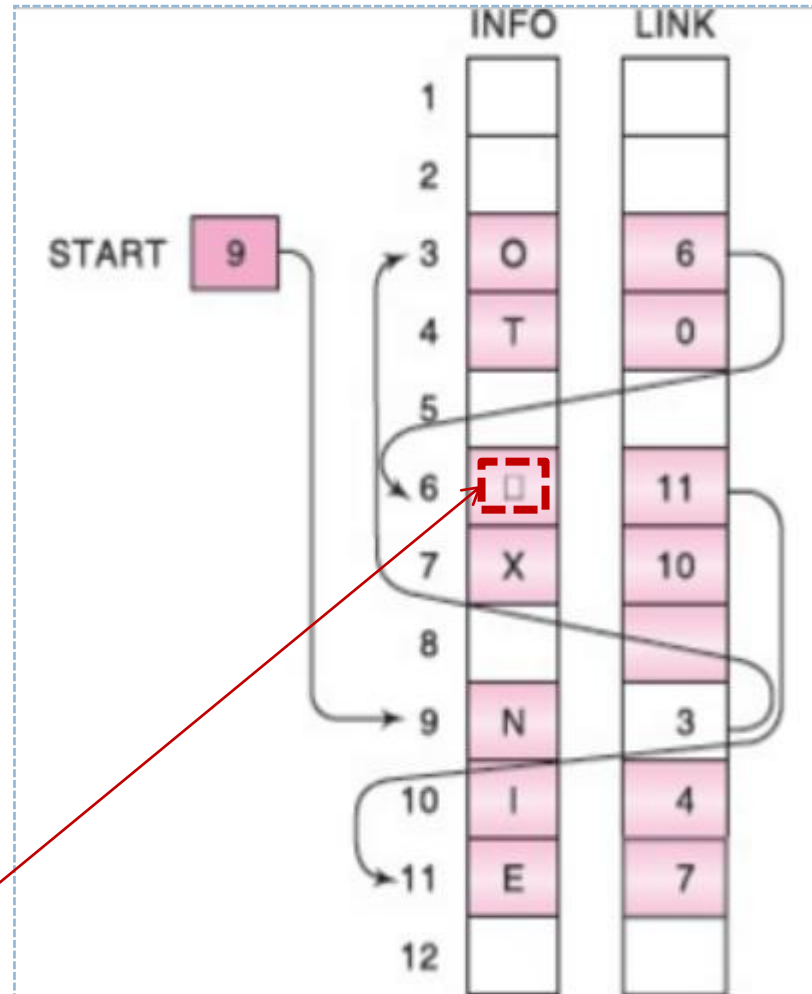 INFO LINK
1
2
START 9 3 O 6
4 T 0
5
6 □ 11
7 X 10
8
9 N 3
10 I 4
11 E 7
12